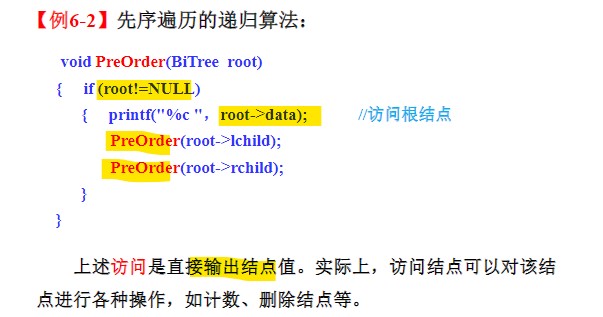 【例6-2】先序遍历的递归算法：
void PreOrder(BiTree root)
{ if (root!=NULL)
{ printf("%c ", root->data); //访问根结点
PreOrder(root->lchild);
PreOrder(root->rchild);
}
}
上述访问是直接输出结点值。实际上，访问结点可以对该结
点进行各种操作，如计数、删除结点等。